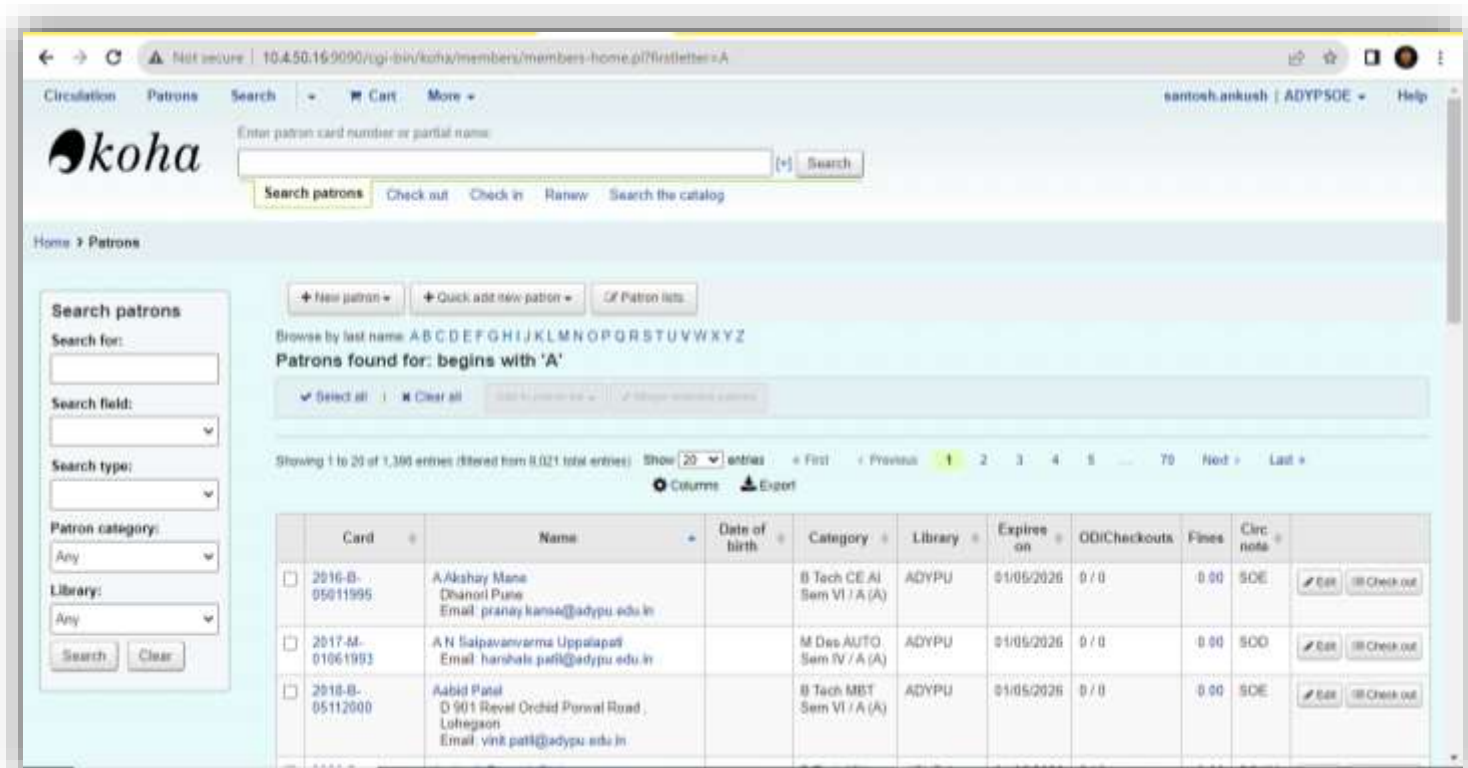 Not secure | 10.4.50.16:9090/cgi-bin/koha/members/members-home.pl?firstletter=A
Circulation Patrons Search Cart More santosh.ankush | ADYPSOE Help
koha
Enter patron card number or partial name:
[+] Search
Search patrons Check out Check in Renew Search the catalog
Home > Patrons
Search patrons
Search for:
Search field:
Search type:
Patron category:
Any
Library:
Any
Search Clear
+ New patron + Quick add new patron Patron lists
Browse by last name: A B C D E F G H I J K L M N O P Q R S T U V W X Y Z
Patrons found for: begins with 'A'
Select all | Clear all
Showing 1 to 20 of entries (filtered from total entries) Show 20 entries First Previous 1 2 3 4 5 ... 70 Next Last
Columns Export
Card Name Date of birth Category Library Expires on OD/Checkouts Fines Circ note
2016-B-05011995 A Akshay Mane B Tech CE AI Sem VI / A (A) ADYPU 01/05/2026 0 / 0 0.00 SOE Edit Check out
Dhanori Pune
Email: pranay.kanse@adypu.edu.in
2017-M-01061993 A N Saipavanvarma Uppalapati M Des AUTO Sem IV / A (A) ADYPU 01/05/2026 0 / 0 0.00 SOD Edit Check out
Email: harshals.patil@adypu.edu.in
2018-B-05112000 Aabid Patel B Tech MBT Sem VI / A (A) ADYPU 01/05/2026 0 / 0 0.00 SOE Edit Check out
D 901 Revel Orchid Porwal Road ,
Lohegaon
Email: vinit.patil@adypu.edu.in